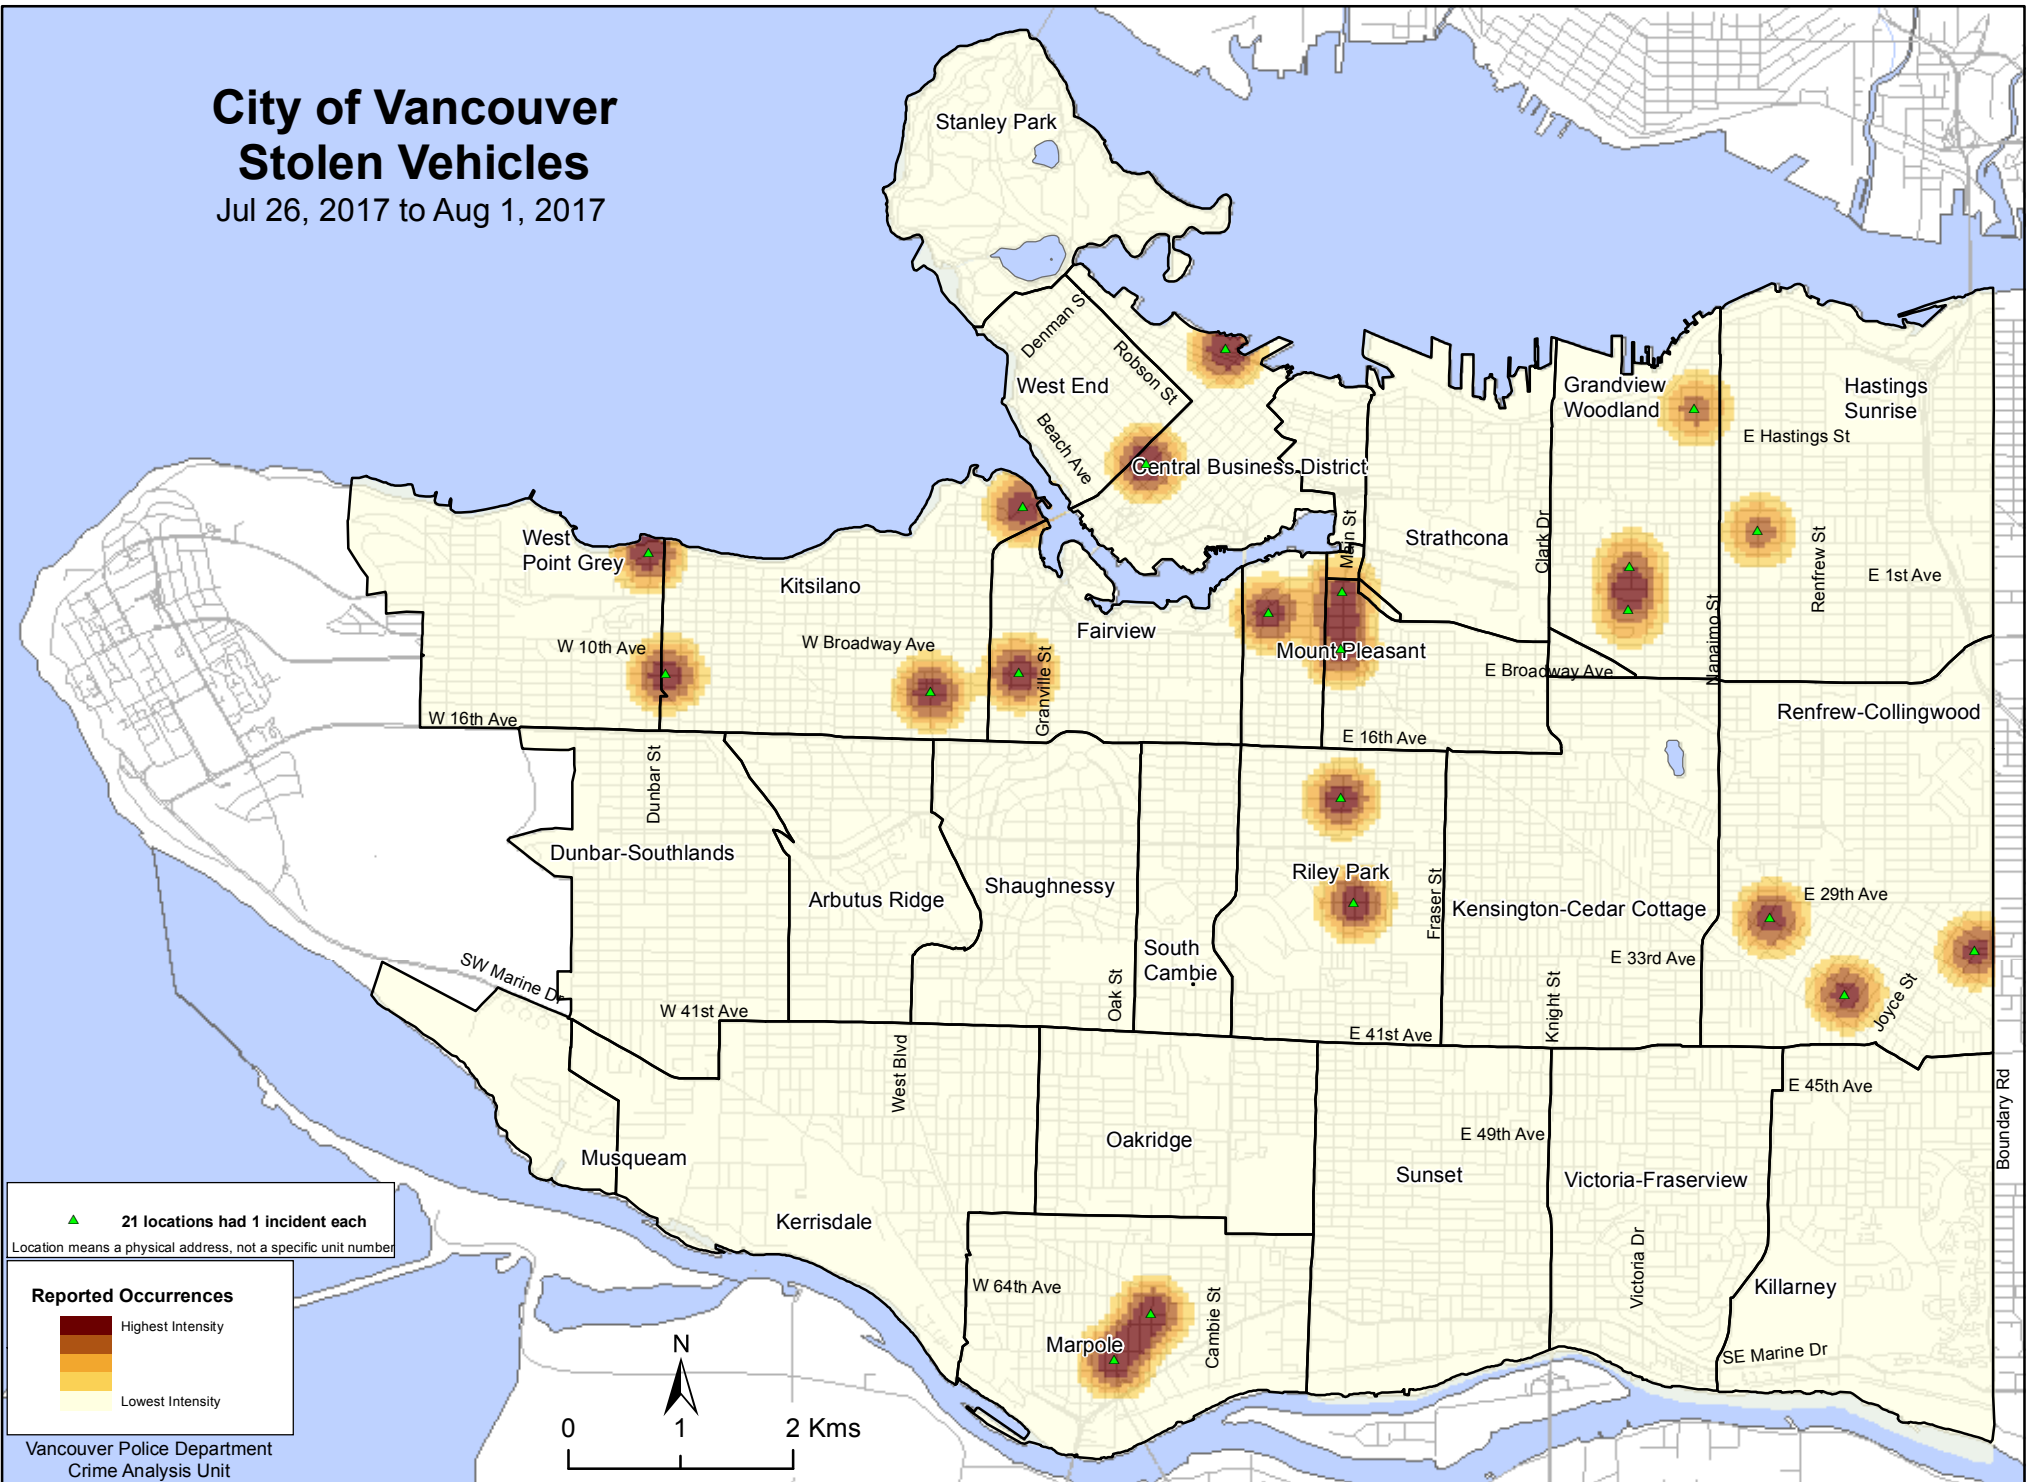 City of Vancouver
Stolen Vehicles
Jul 26, 2017 to Aug 1, 2017
Stanley Park
Denman S
Robson St
West End
Beach Ave
Central Business District
Grandview
Woodland
Hastings
Sunrise
E Hastings St
West
Point Grey
Kitsilano
Fairview
Main St
Strathcona
Clark Dr
Nanaimo St
Renfrew St
E 1st Ave
W 10th Ave
W Broadway Ave
Granville St
Mount Pleasant
E Broadway Ave
W 16th Ave
E 16th Ave
Renfrew-Collingwood
Dunbar St
Dunbar-Southlands
Arbutus Ridge
Shaughnessy
South
Cambie
Oak St
Riley Park
Fraser St
Kensington-Cedar Cottage
E 29th Ave
E 33rd Ave
Knight St
Joyce St
SW Marine Dr
W 41st Ave
E 41st Ave
West Blvd
E 45th Ave
Boundary Rd
Musqueam
Oakridge
E 49th Ave
Sunset
Victoria-Fraserview
Kerrisdale
Victoria Dr
Killarney
W 64th Ave
Marpole
Cambie St
SE Marine Dr
21 locations had 1 incident each
Location means a physical address, not a specific unit number
Reported Occurrences
Highest Intensity
Lowest Intensity
N
0 1 2 Kms
Vancouver Police Department
Crime Analysis Unit